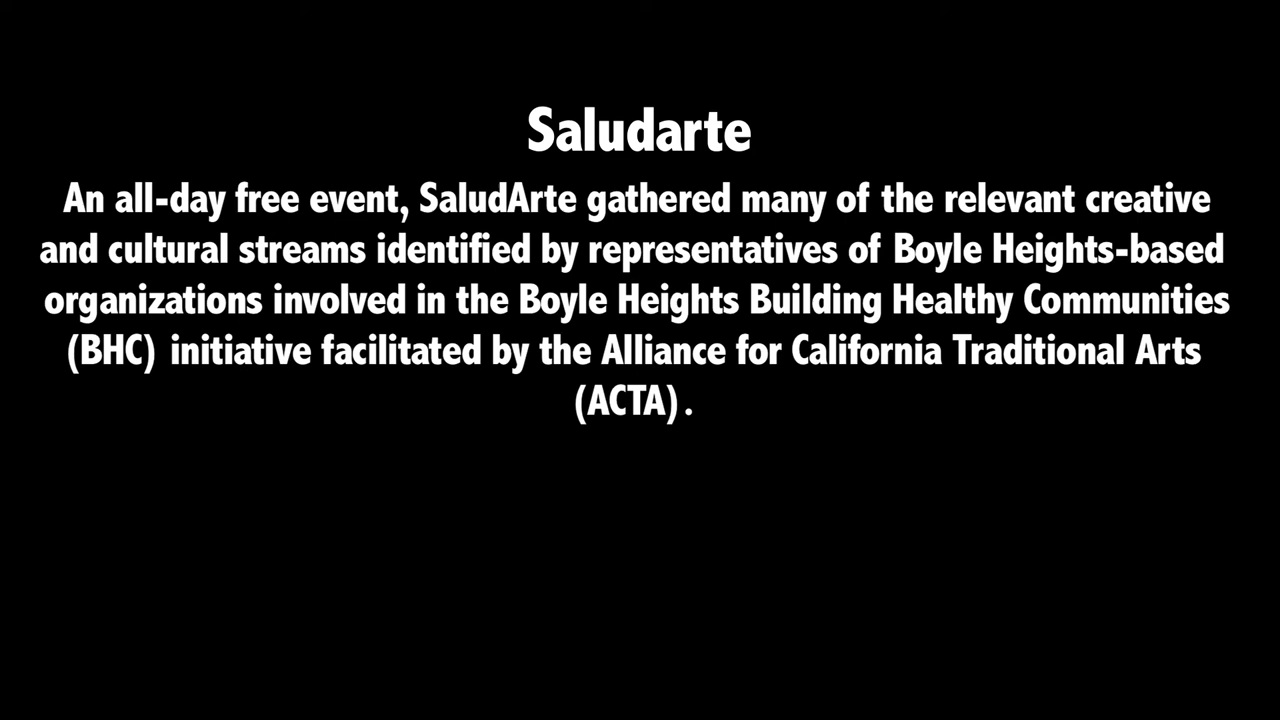 Saludarte
An all-day free event, SaludArte gathered many of the relevant creative
and cultural streams identified by representatives of Boyle Heights-based
organizations involved in the Boyle Heights Building Healthy Communities
(BHC) initiative facilitated by the Alliance for California Traditional Arts
(ACTA).